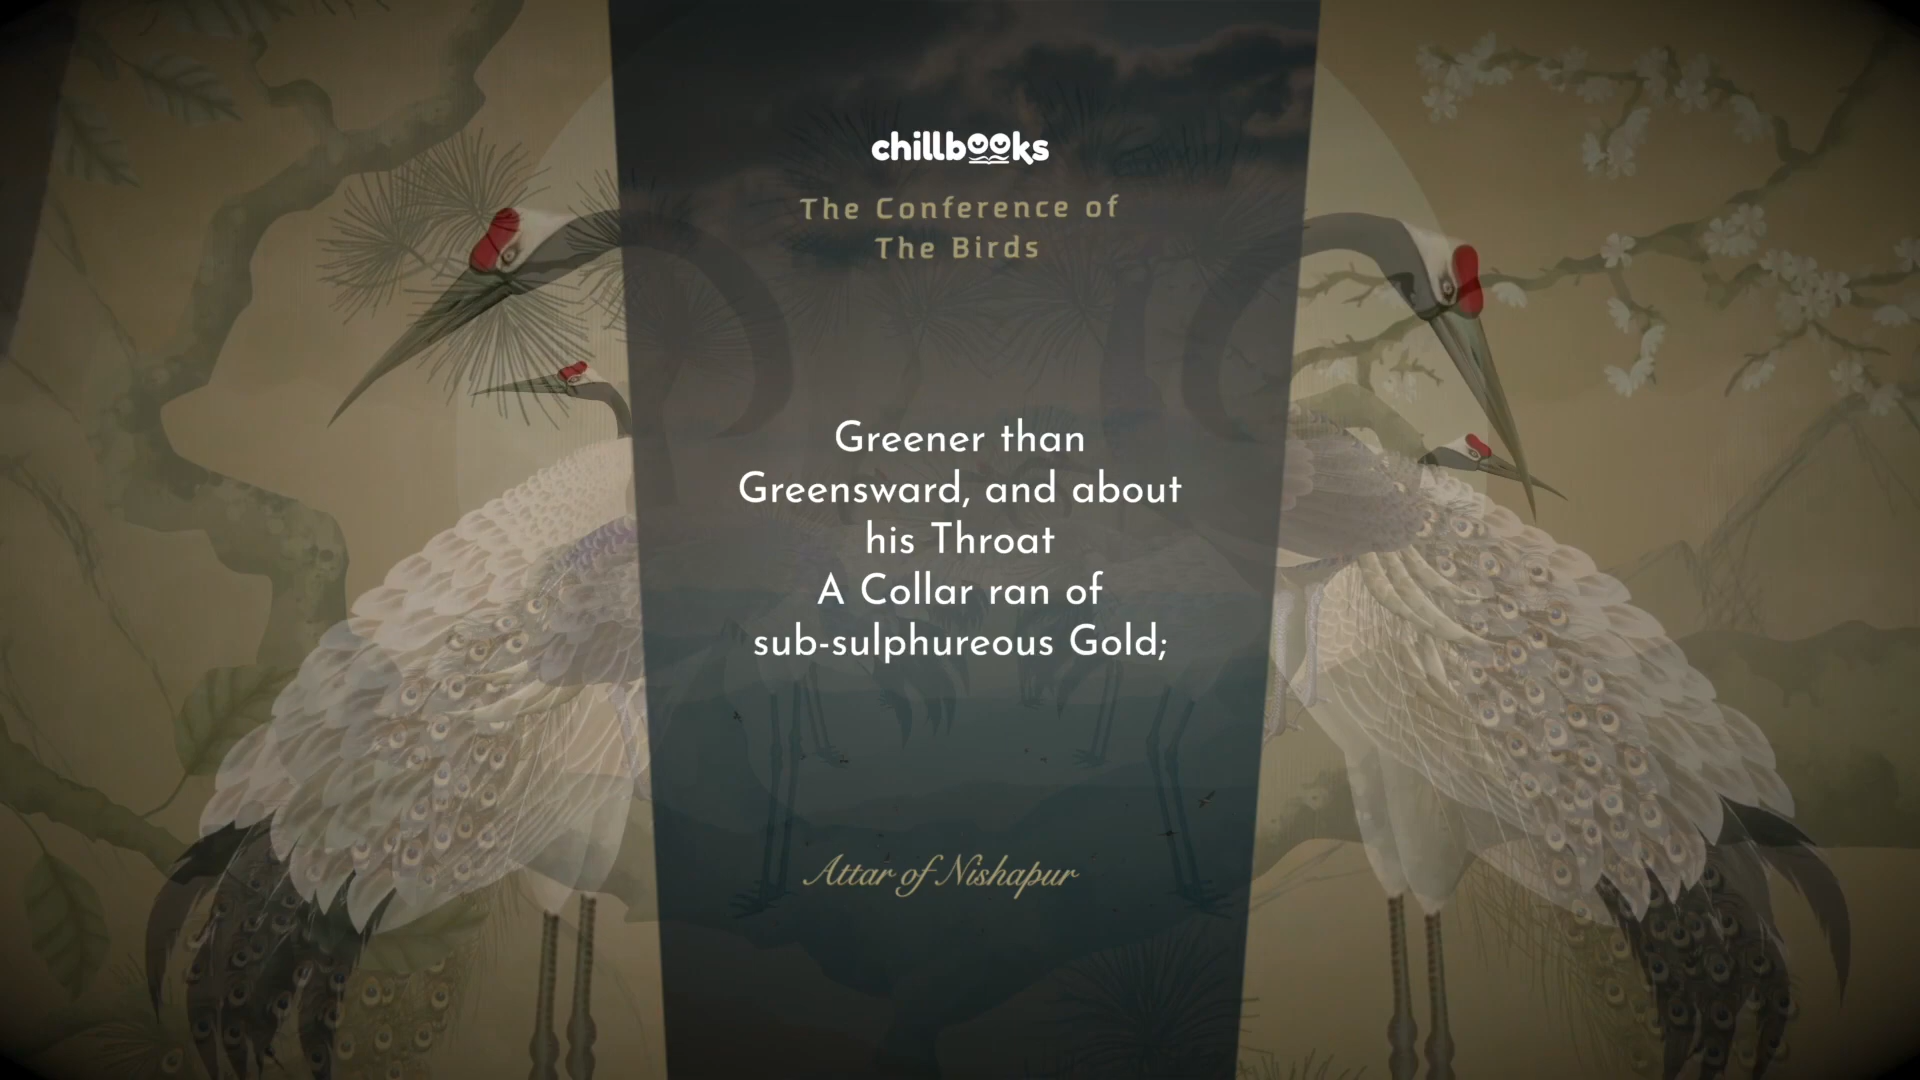 chillbooks
The Conference of
The Birds
Greener than
Greensward, and about
his Throat
A Collar ran of
sub-sulphureous Gold;
Attar of Nishapur